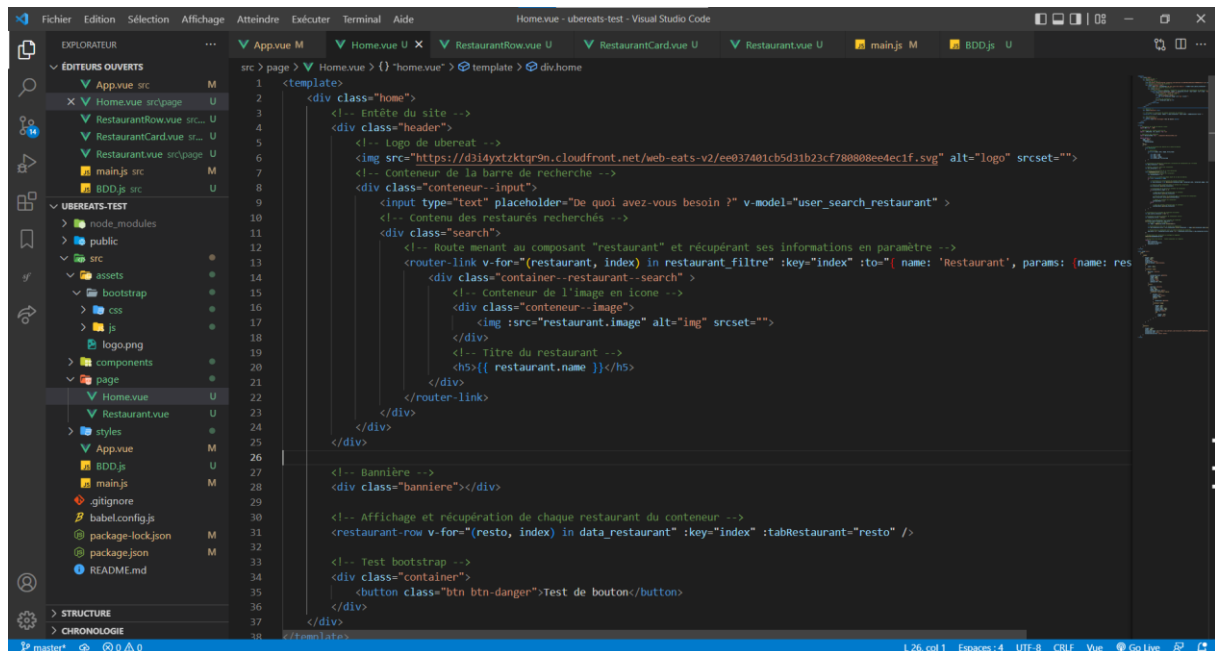 Fichier Edition Sélection Affichage Atteindre Exécuter Terminal Aide
Home.vue - ubereats-test - Visual Studio Code
EXPLORATEUR
ÉDITEURS OUVERTS
App.vue src M
Home.vue src\page U
RestaurantRow.vue src... U
RestaurantCard.vue sr... U
Restaurant.vue src\page U
main.js src M
BDD.js src U
UBEREATS-TEST
node_modules
public
src
assets
bootstrap
css
js
logo.png
components
page
Home.vue U
Restaurant.vue U
styles
App.vue M
BDD.js U
main.js M
.gitignore
babel.config.js
package-lock.json M
package.json M
README.md
STRUCTURE
CHRONOLOGIE
14
App.vue M Home.vue U RestaurantRow.vue U RestaurantCard.vue U Restaurant.vue U main.js M BDD.js U
src > page > Home.vue > {} "home.vue" > template > div.home
1 <template>
2 <div class="home">
3 <!-- Entête du site -->
4 <div class="header">
5 <!-- Logo de ubereat -->
6 <img src="https://d3i4yxtzktqr9n.cloudfront.net/web-eats-v2/ee037401cb5d31b23cf780808ee4ec1f.svg" alt="logo" srcset="">
7 <!-- Conteneur de la barre de recherche -->
8 <div class="conteneur--input">
9 <input type="text" placeholder="De quoi avez-vous besoin ?" v-model="user_search_restaurant" >
10 <!-- Contenu des restaurés recherchés -->
11 <div class="search">
12 <!-- Route menant au composant "restaurant" et récupérant ses informations en paramètre -->
13 <router-link v-for="(restaurant, index) in restaurant_filtre" :key="index" :to="{ name: 'Restaurant', params: {name: res
14 <div class="container--restaurant--search" >
15 <!-- Conteneur de l'image en icone -->
16 <div class="conteneur--image">
17 <img :src="restaurant.image" alt="img" srcset="">
18 </div>
19 <!-- Titre du restaurant -->
20 <h5>{{ restaurant.name }}</h5>
21 </div>
22 </router-link>
23 </div>
24 </div>
25 </div>
26
27 <!-- Bannière -->
28 <div class="banniere"></div>
29
30 <!-- Affichage et récupération de chaque restaurant du conteneur -->
31 <restaurant-row v-for="(resto, index) in data_restaurant" :key="index" :tabRestaurant="resto" />
32
33 <!-- Test bootstrap -->
34 <div class="container">
35 <button class="btn btn-danger">Test de bouton</button>
36 </div>
37 </div>
38 </template>
master* 0 0 L 26, col 1 Espaces : 4 UTF-8 CRLF Vue Go Live